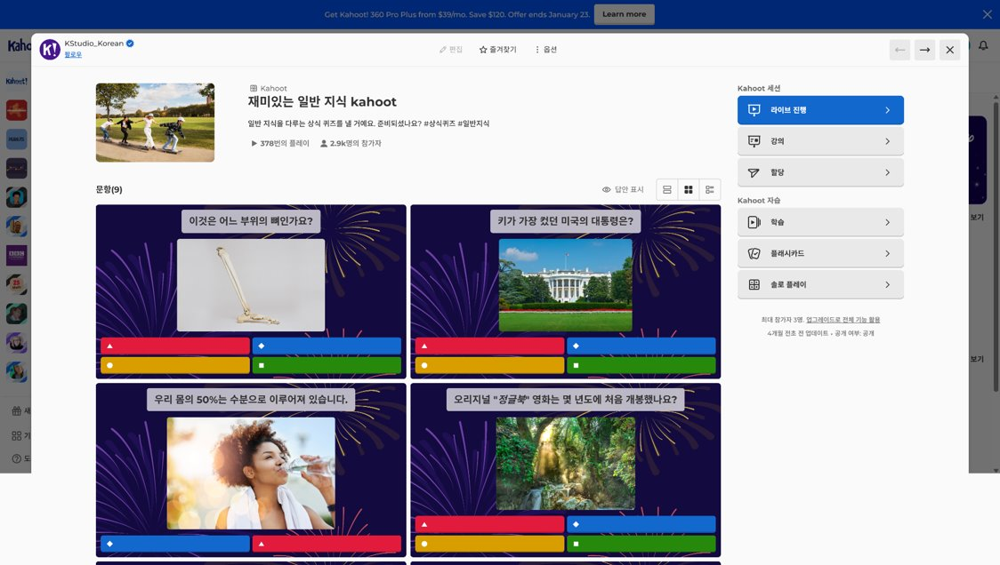 Get Kahoot! 360 Pro Plus from $39/mo. Save $120. Offer ends January 23.
Learn more
Kaho
K!
KStudio_Korean
팔로우
편집
즐겨찾기
옵션
Kahoot
재미있는 일반 지식 kahoot
일반 지식을 다루는 상식 퀴즈를 낼 거예요. 준비되셨나요? #상식퀴즈 #일반지식
378번의 플레이
2.9k명의 참가자
문항(9)
답안 표시
이것은 어느 부위의 뼈인가요?
키가 가장 컸던 미국의 대통령은?
우리 몸의 50%는 수분으로 이루어져 있습니다.
오리지널 "정글북" 영화는 몇 년도에 처음 개봉했나요?
Kahoot 세션
라이브 진행
강의
할당
Kahoot 자습
학습
플래시카드
솔로 플레이
최대 참가자 3명. 업그레이드로 전체 기능 활용
4개월 전초 전 업데이트 • 공개 여부: 공개
Kahoot!
BBC
25
새
기
도
보기
보기